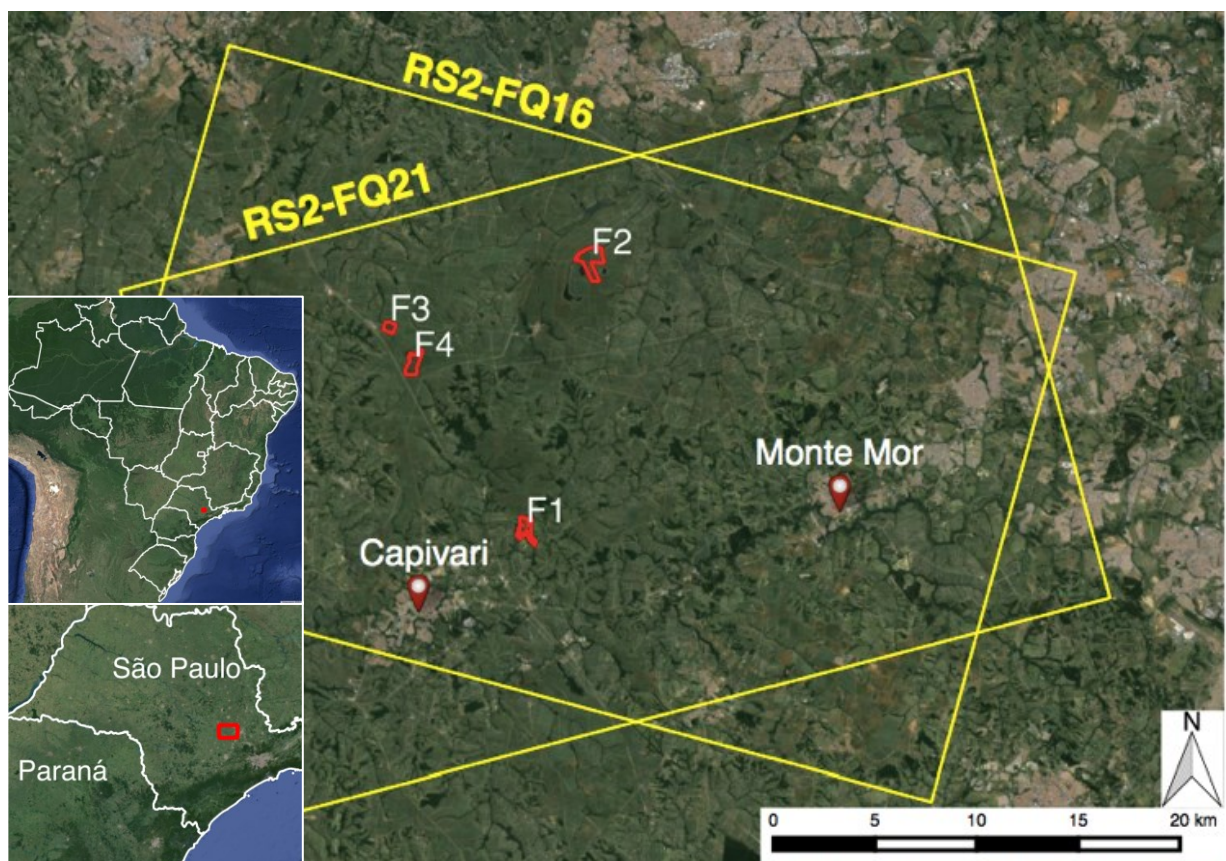 RS2-FQ16
RS2-FQ21
F2
F3
F4
Monte Mor
F1
Capivari
São Paulo
Paraná
N
0 5 10 15 20 km